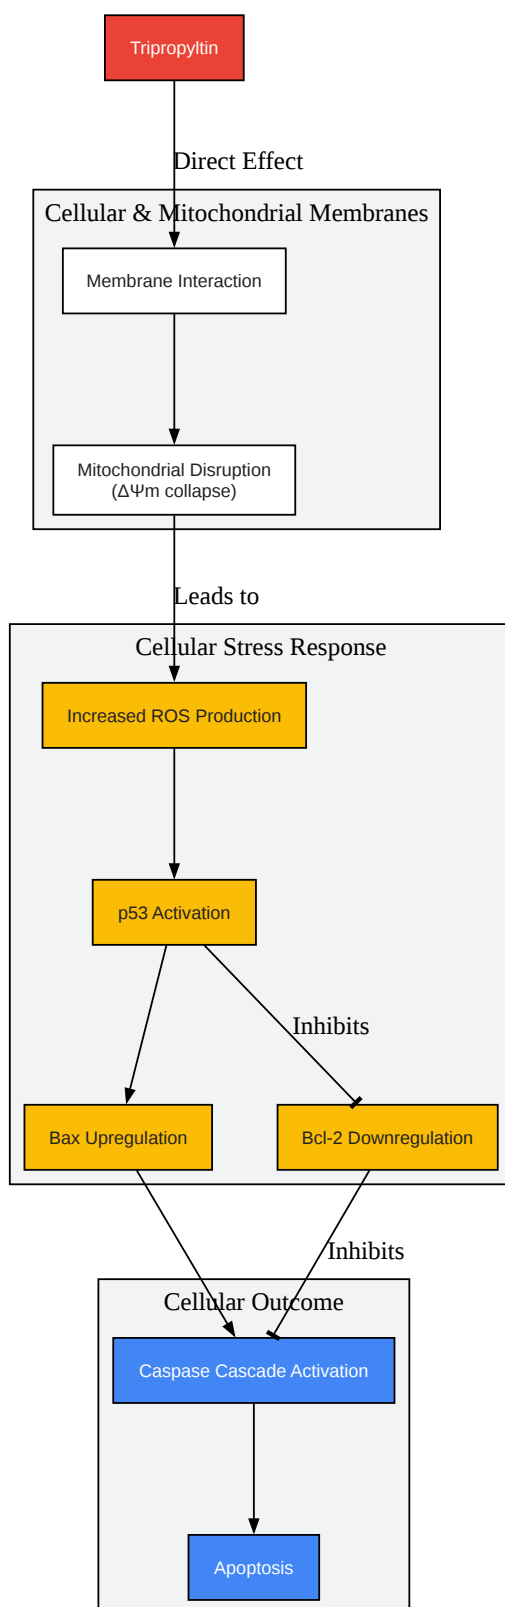 Tripropyltin
Direct Effect
Cellular & Mitochondrial Membranes
Membrane Interaction
Mitochondrial Disruption
(ΔΨm collapse)
Leads to
Cellular Stress Response
Increased ROS Production
p53 Activation
Inhibits
Bax Upregulation
Bcl-2 Downregulation
Inhibits
Cellular Outcome
Caspase Cascade Activation
Apoptosis